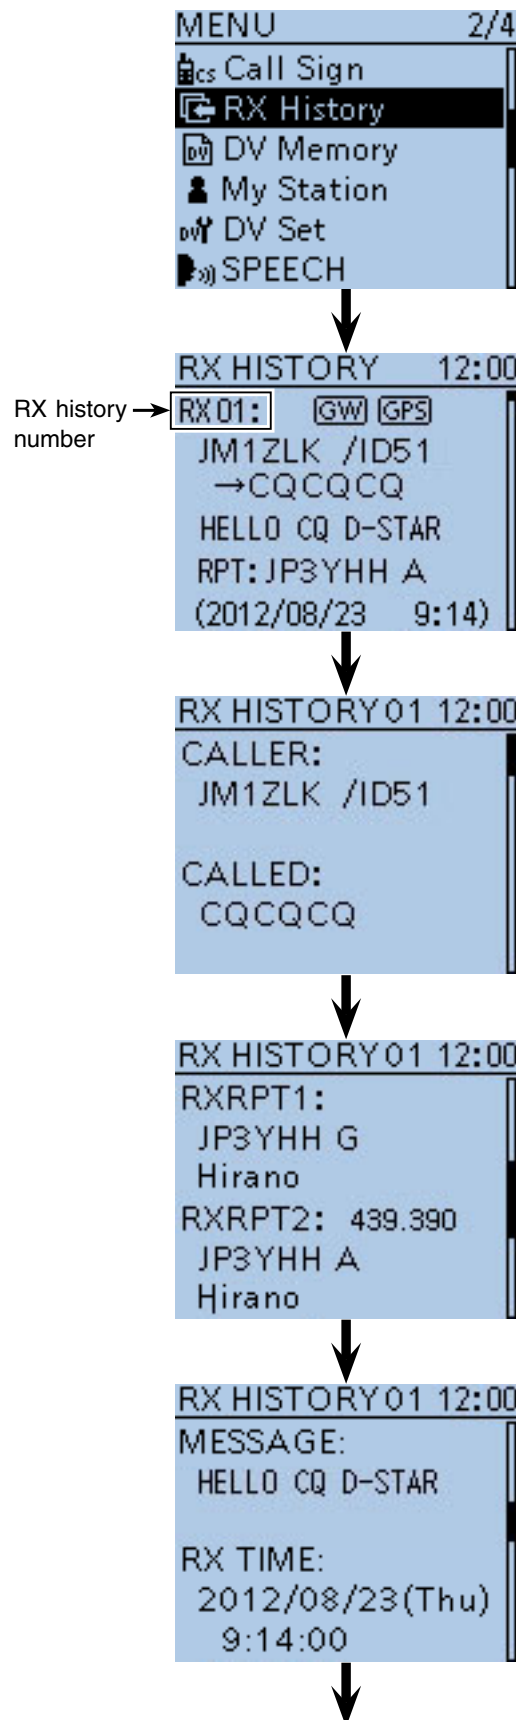 MENU 2/4
CS Call Sign
RX History
DV DV Memory
My Station
DV DV Set
SPEECH
RX HISTORY 12:00
RX history number
RX01: GW GPS
JM1ZLK /ID51
→CQCQCQ
HELLO CQ D-STAR
RPT:JP3YHH A
(2012/08/23 9:14)
RX HISTORY01 12:00
CALLER:
JM1ZLK /ID51
CALLED:
CQCQCQ
RX HISTORY01 12:00
RXRPT1:
JP3YHH G
Hirano
RXRPT2: 439.390
JP3YHH A
Hirano
RX HISTORY01 12:00
MESSAGE:
HELLO CQ D-STAR
RX TIME:
2012/08/23(Thu)
9:14:00